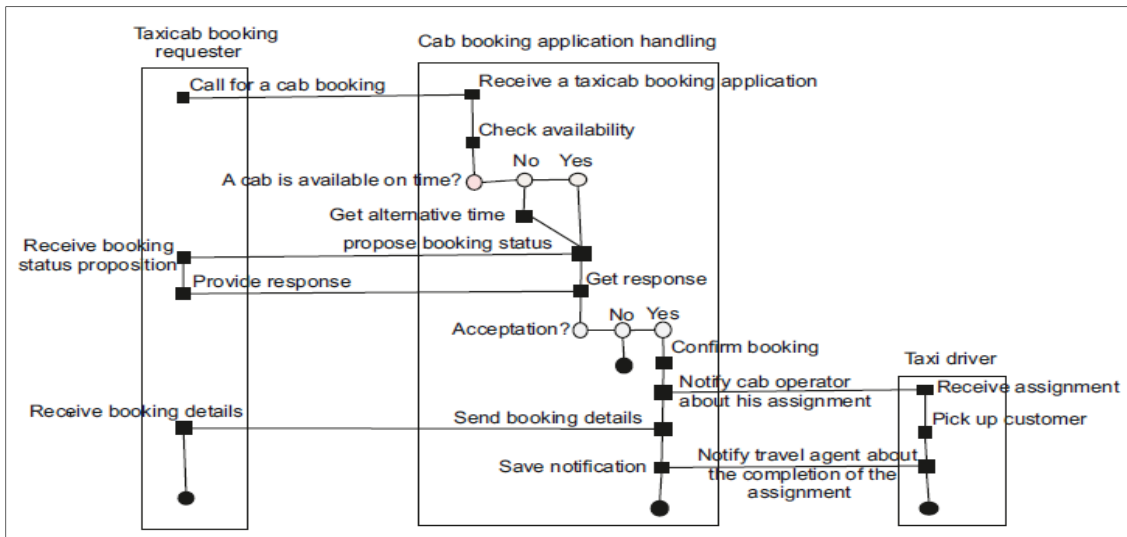 Taxicab booking
requester
Cab booking application handling
Call for a cab booking
Receive a taxicab booking application
Check availability
No
Yes
A cab is available on time?
Get alternative time
propose booking status
Receive booking
status proposition
Provide response
Get response
No
Yes
Acceptation?
Confirm booking
Taxi driver
Notify cab operator
about his assignment
Receive assignment
Receive booking details
Send booking details
Pick up customer
Save notification
Notify travel agent about
the completion of the
assignment